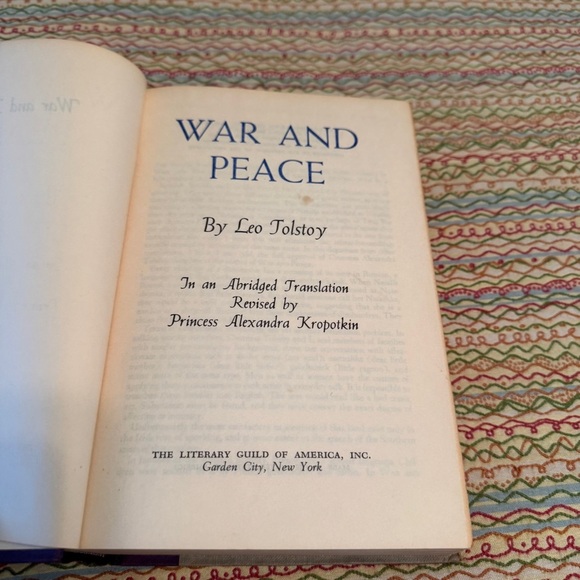 WAR AND
PEACE
By Leo Tolstoy
In an Abridged Translation
Revised by
Princess Alexandra Kropotkin
THE LITERARY GUILD OF AMERICA, INC.
Garden City, New York